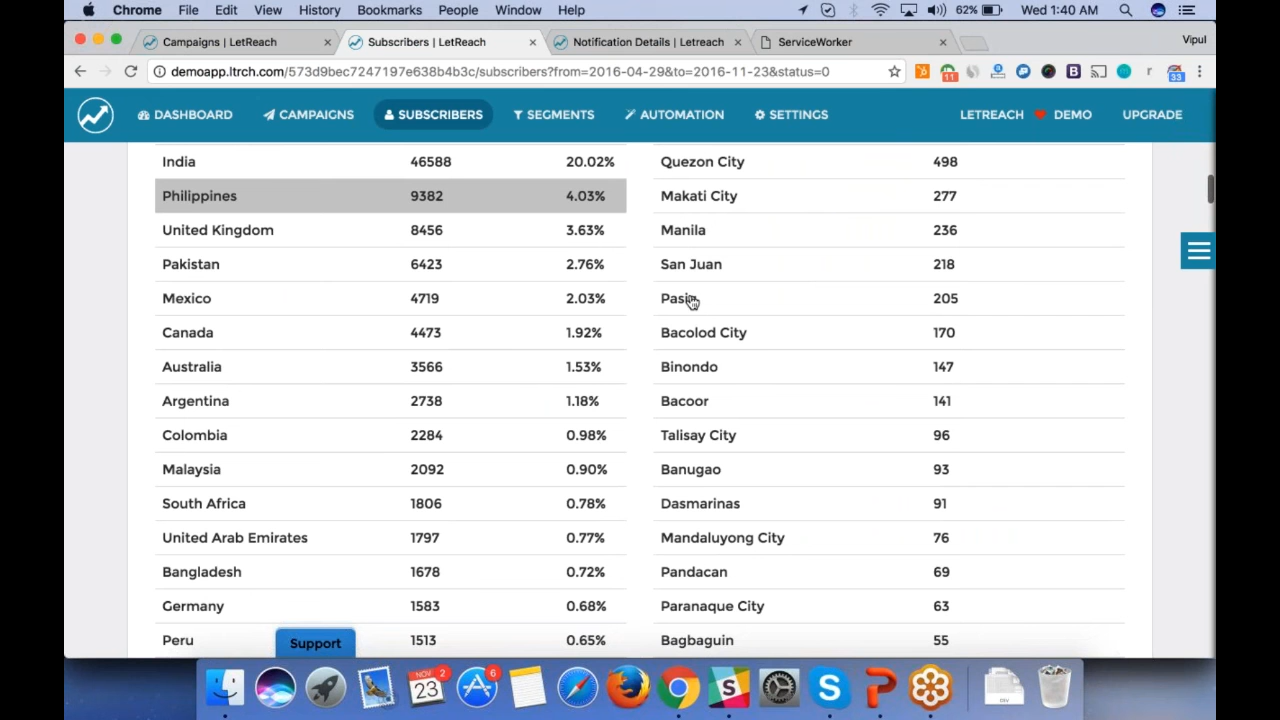 Chrome File Edit View History Bookmarks People Window Help 62% Wed 1:40 AM
Campaigns | LetReach Subscribers | LetReach Notification Details | Letreach ServiceWorker Vipul
demoapp.ltrch.com/573d9bec7247197e638b4b3c/subscribers?from=2016-04-29&to=2016-11-23&status=0 11 B r 33
DASHBOARD CAMPAIGNS SUBSCRIBERS SEGMENTS AUTOMATION SETTINGS LETREACH DEMO UPGRADE
India 46588 20.02% Quezon City 498
Philippines 9382 4.03% Makati City 277
United Kingdom 8456 3.63% Manila 236
Pakistan 6423 2.76% San Juan 218
Mexico 4719 2.03% 205
Canada 4473 1.92% Bacolod City 170
Australia 3566 1.53% Binondo 147
Argentina 2738 1.18% Bacoor 141
Colombia 2284 0.98% Talisay City 96
Malaysia 2092 0.90% Banugao 93
South Africa 1806 0.78% Dasmarinas 91
United Arab Emirates 1797 0.77% Mandaluyong City 76
Bangladesh 1678 0.72% Pandacan 69
Germany 1583 0.68% Paranaque City 63
Peru 1513 0.65% Bagbaguin 55
Support
NOV 2 6
23 S S P